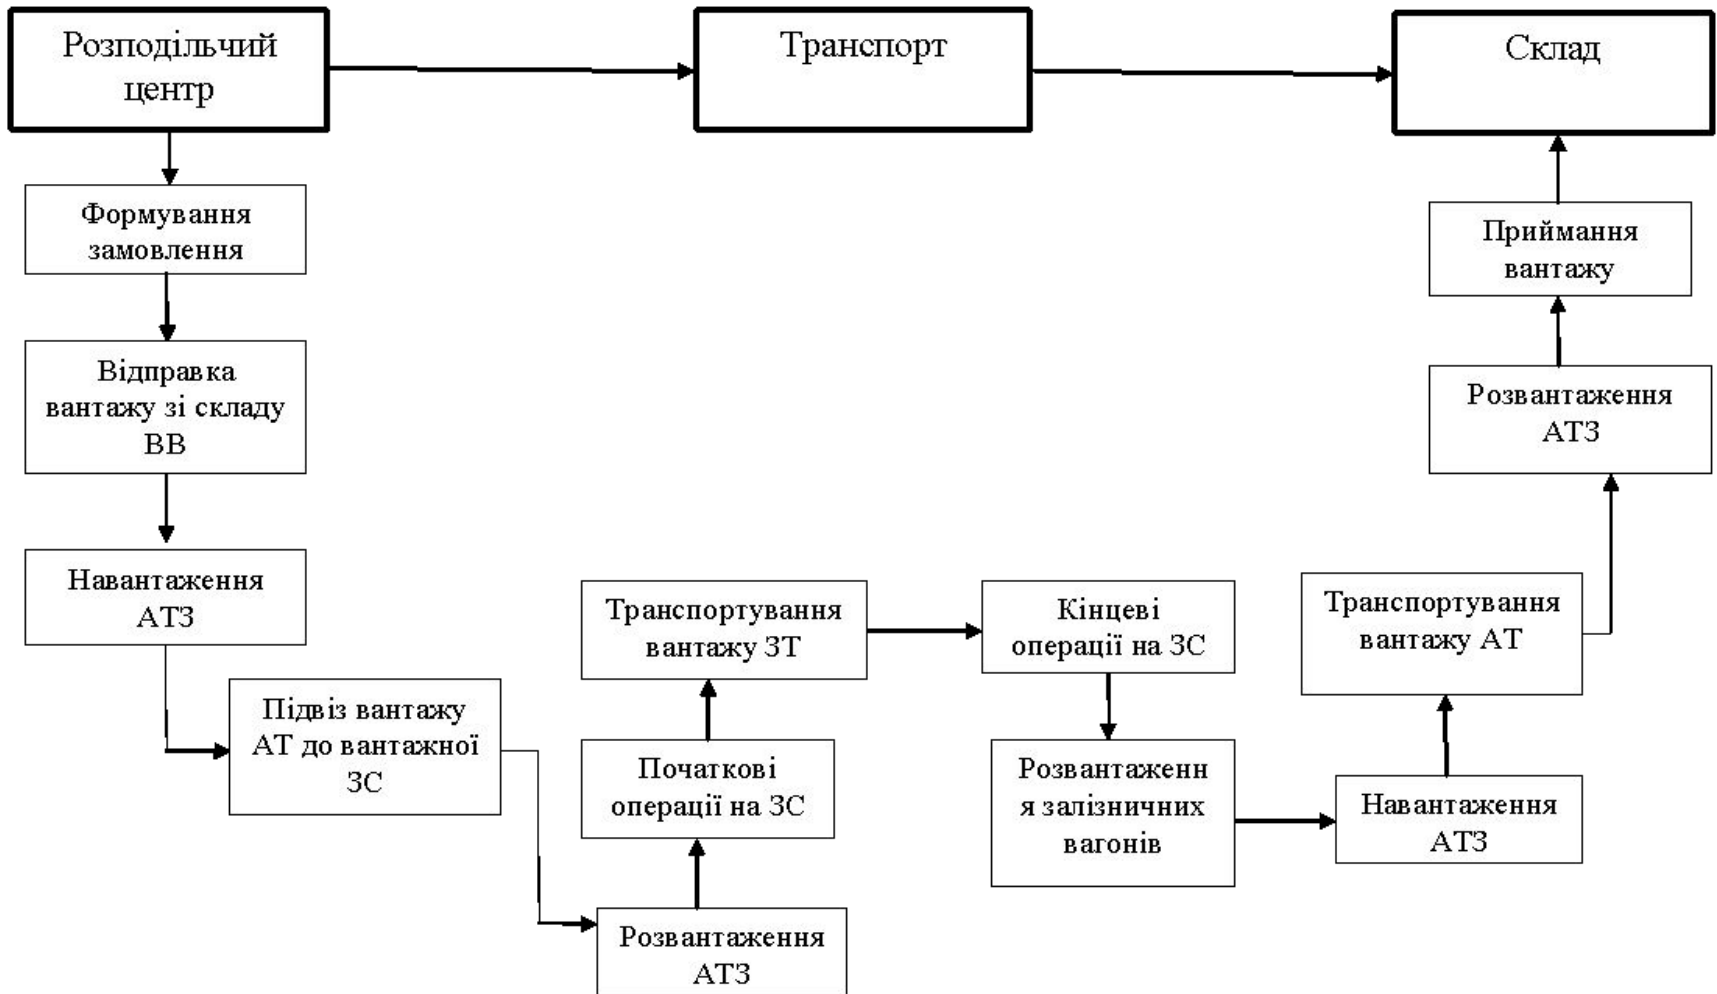 Розподільчий
центр
Транспорт
Склад
Формування
замовлення
Відправка
вантажу зі складу
ВВ
Навантаження
АТЗ
Підвіз вантажу
АТ до вантажної
ЗС
Розвантаження
АТЗ
Початкові
операції на ЗС
Транспортування
вантажу ЗТ
Кінцеві
операції на ЗС
Розвантаженн
я залізничних
вагонів
Навантаження
АТЗ
Транспортування
вантажу АТ
Розвантаження
АТЗ
Приймання
вантажу